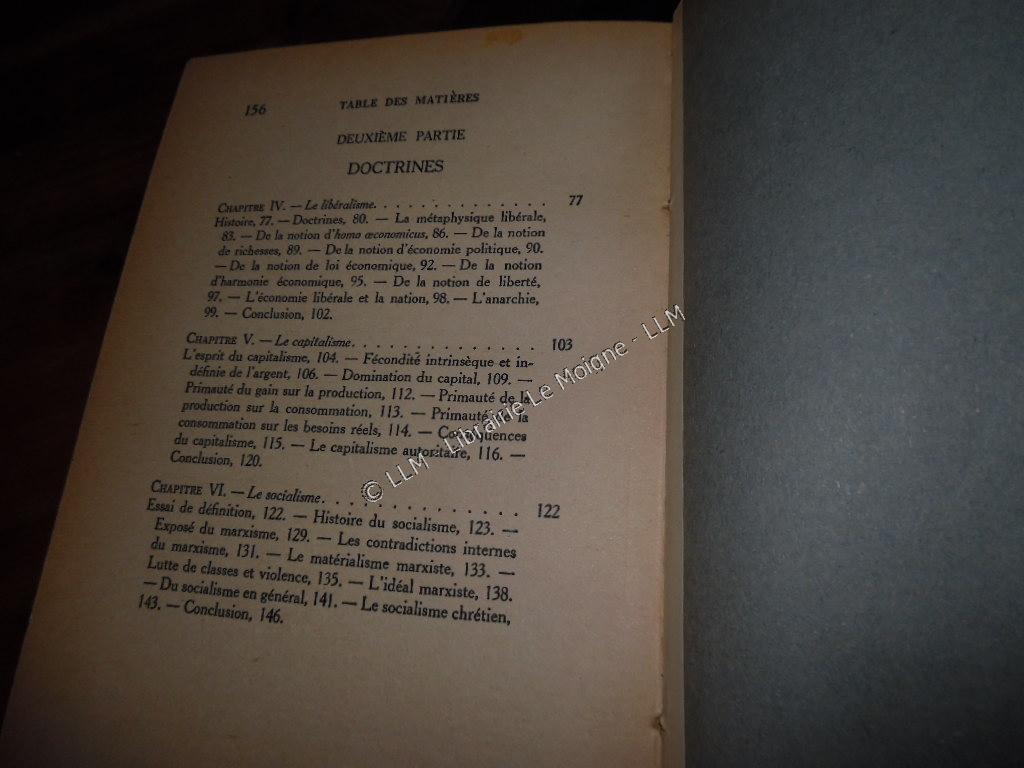 156 TABLE DES MATIÈRES
DEUXIÈME PARTIE
DOCTRINES
CHAPITRE IV. — Le libéralisme. . . . . . . . . . . . . . 77
Histoire, 77. — Doctrines, 80. — La métaphysique libérale,
83. — De la notion d'homo œconomicus, 86. — De la notion
de richesses, 89. — De la notion d'économie politique, 90.
— De la notion de loi économique, 92. — De la notion
d'harmonie économique, 95. — De la notion de liberté,
97. — L'économie libérale et la nation, 98. — L'anarchie,
99. — Conclusion, 102.
CHAPITRE V. — Le capitalisme. . . . . . . . . . . . . . . 103
L'esprit du capitalisme, 104. — Fécondité intrinsèque et in-
définie de l'argent, 106. — Domination du capital, 109. —
Primauté du gain sur la production, 112. — Primauté de la
production sur la consommation, 113. — Primauté de la
consommation sur les besoins réels, 114. — Conséquences
du capitalisme, 115. — Le capitalisme autoritaire, 116. —
Conclusion, 120.
CHAPITRE VI. — Le socialisme. . . . . . . . . . . . . . . 122
Essai de définition, 122. — Histoire du socialisme, 123. —
Exposé du marxisme, 129. — Les contradictions internes
du marxisme, 131. — Le matérialisme marxiste, 133. —
Lutte de classes et violence, 135. — L'idéal marxiste, 138.
— Du socialisme en général, 141. — Le socialisme chrétien,
143. — Conclusion, 146.
© LLM - Librairie Le Moigne - LLM